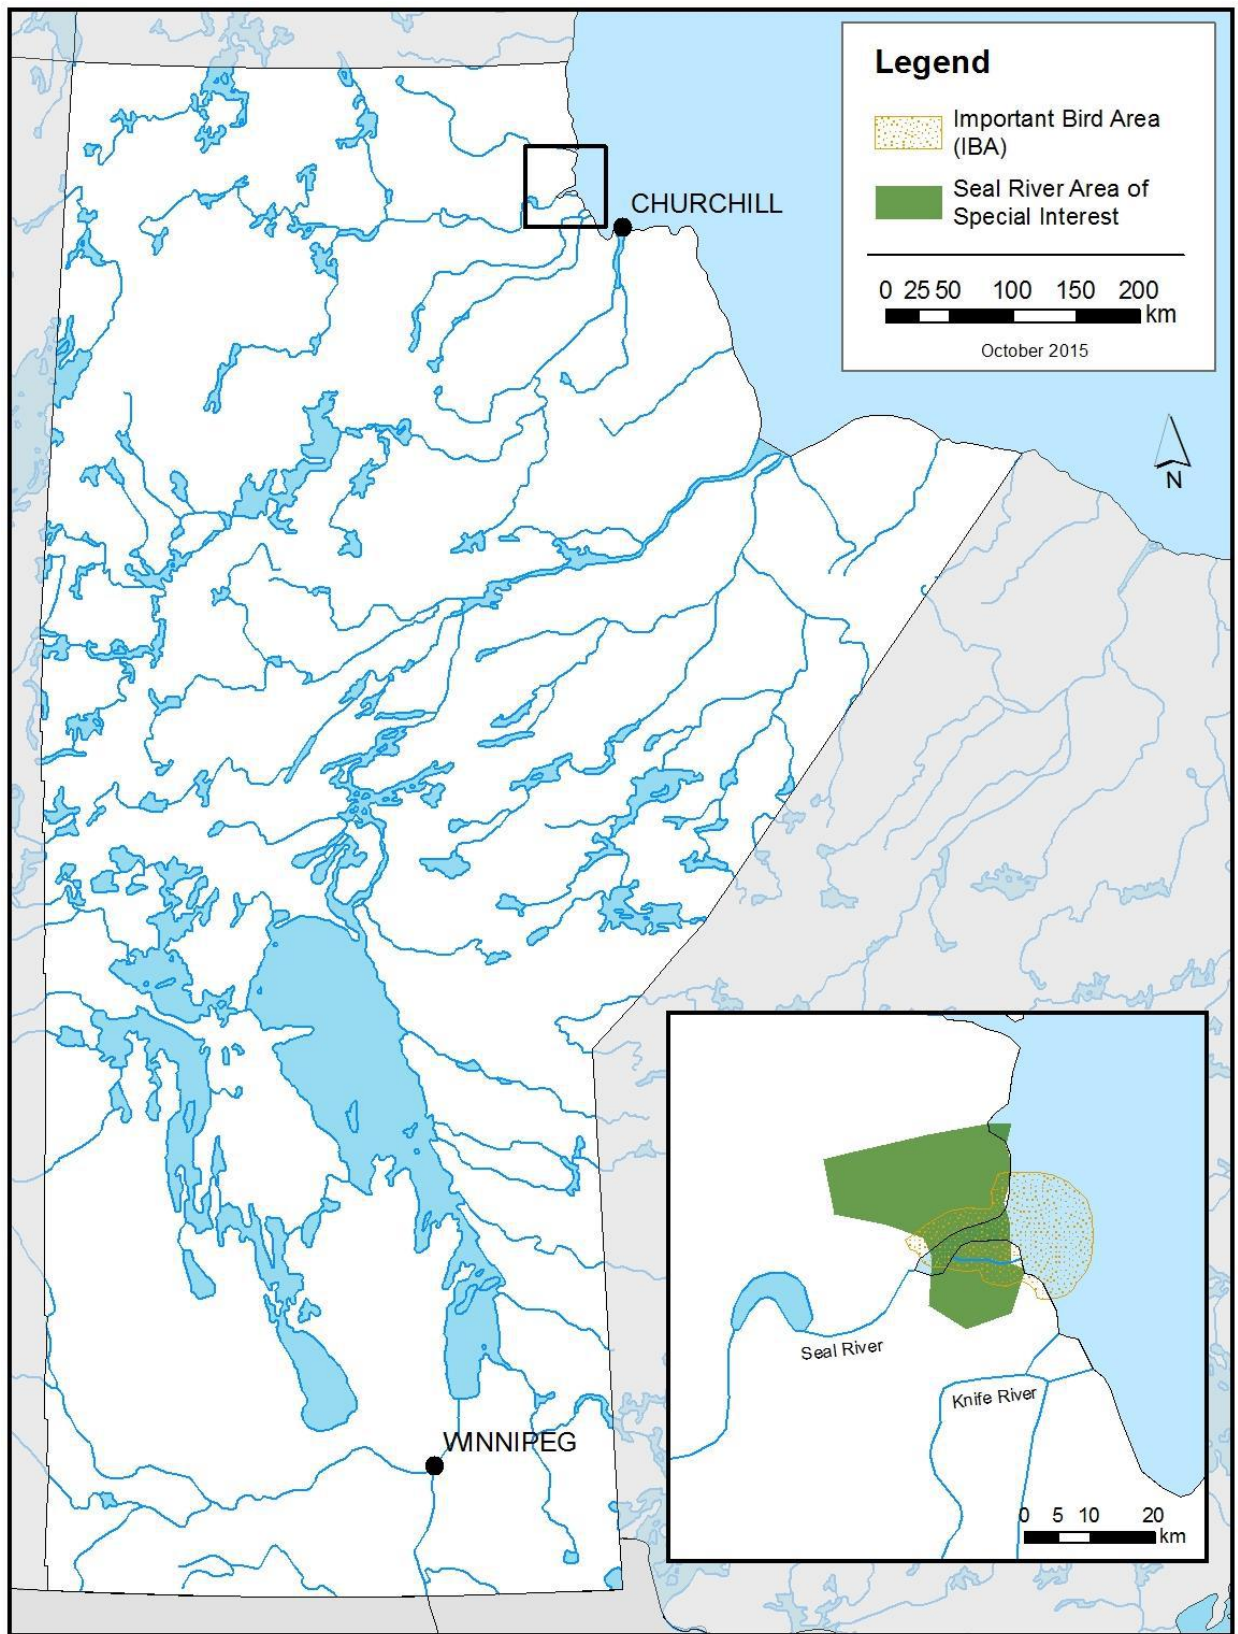 Legend
Important Bird Area
(IBA)
Seal River Area of
Special Interest
0 25 50 100 150 200
km
October 2015
CHURCHILL
N
WINNIPEG
Seal River
Knife River
0 5 10 20
km